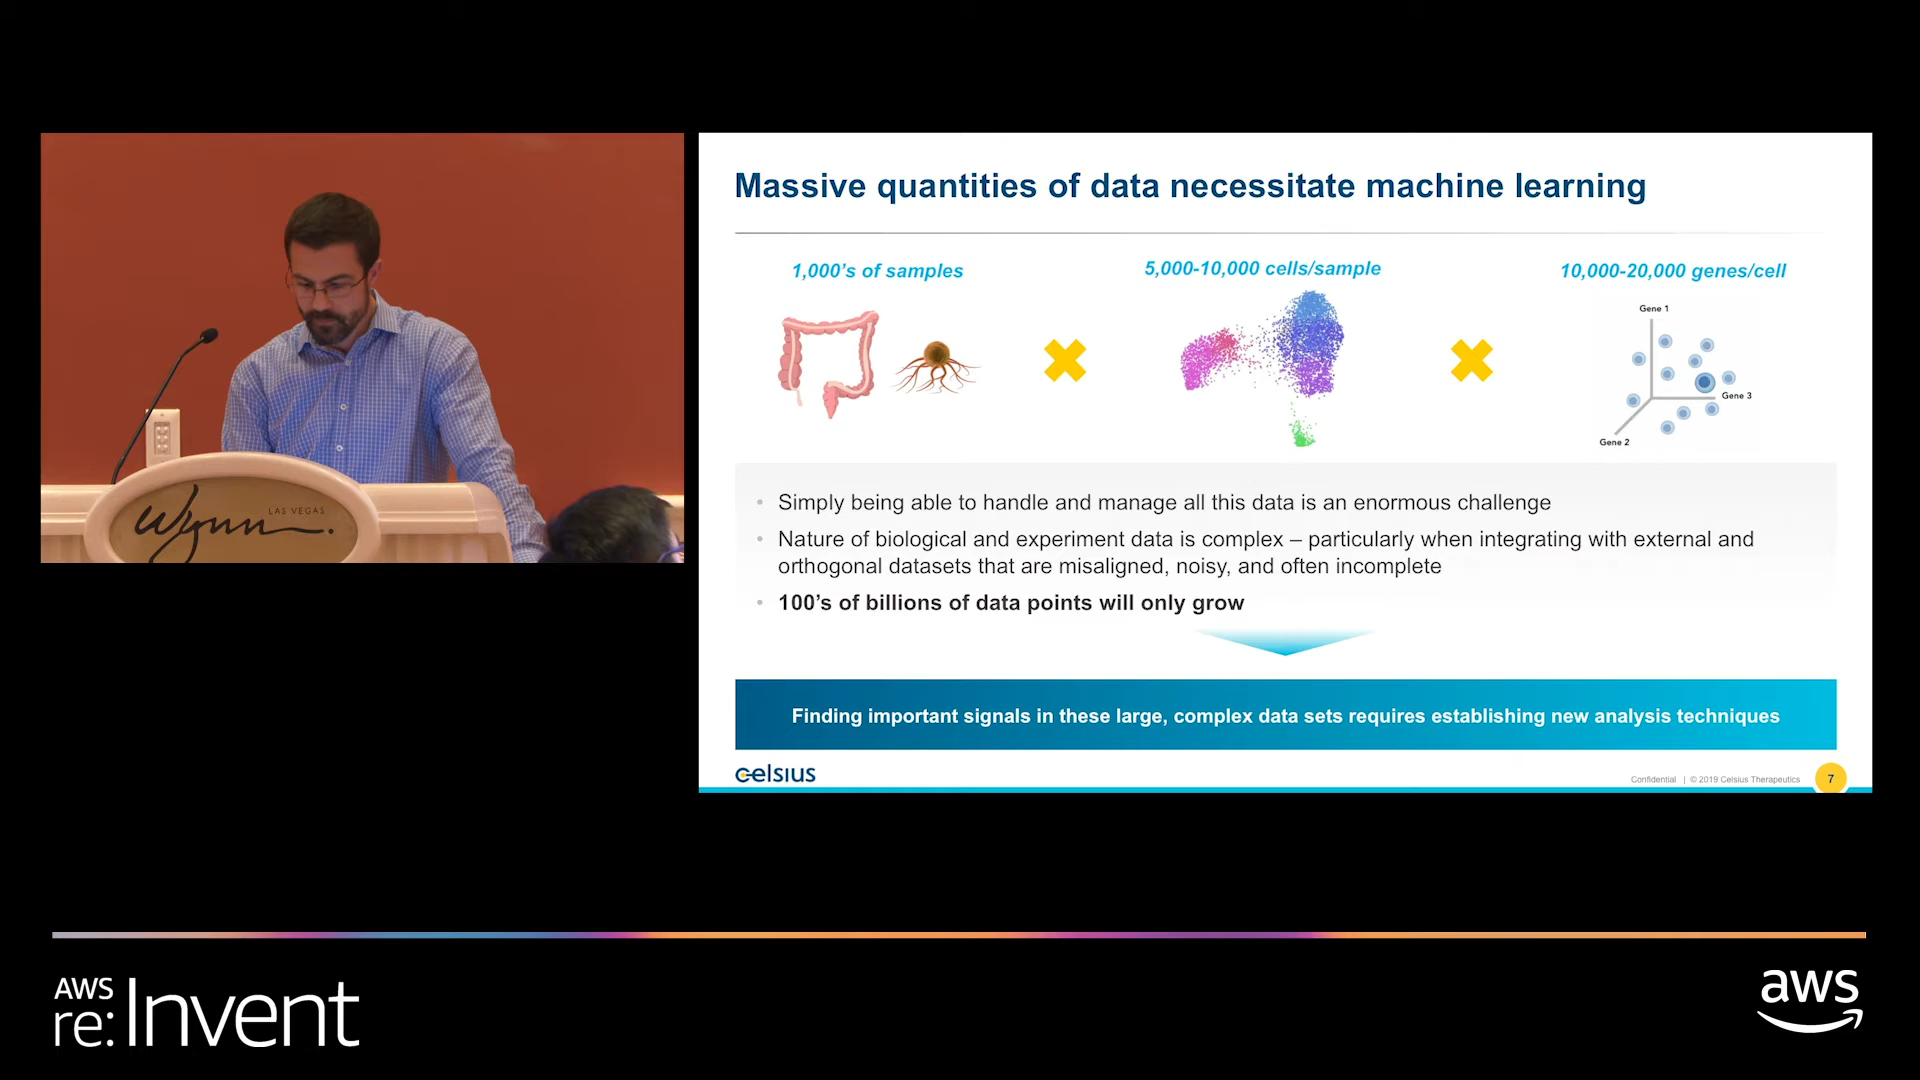 Wynn.
LAS VEGAS
Massive quantities of data necessitate machine learning
1,000’s of samples
5,000-10,000 cells/sample
10,000-20,000 genes/cell
Gene 1
Gene 3
Gene 2
• Simply being able to handle and manage all this data is an enormous challenge
• Nature of biological and experiment data is complex – particularly when integrating with external and
orthogonal datasets that are misaligned, noisy, and often incomplete
• 100’s of billions of data points will only grow
Finding important signals in these large, complex data sets requires establishing new analysis techniques
celsius
Confidential | © 2019 Celsius Therapeutics
7
AWS
re:Invent
aws